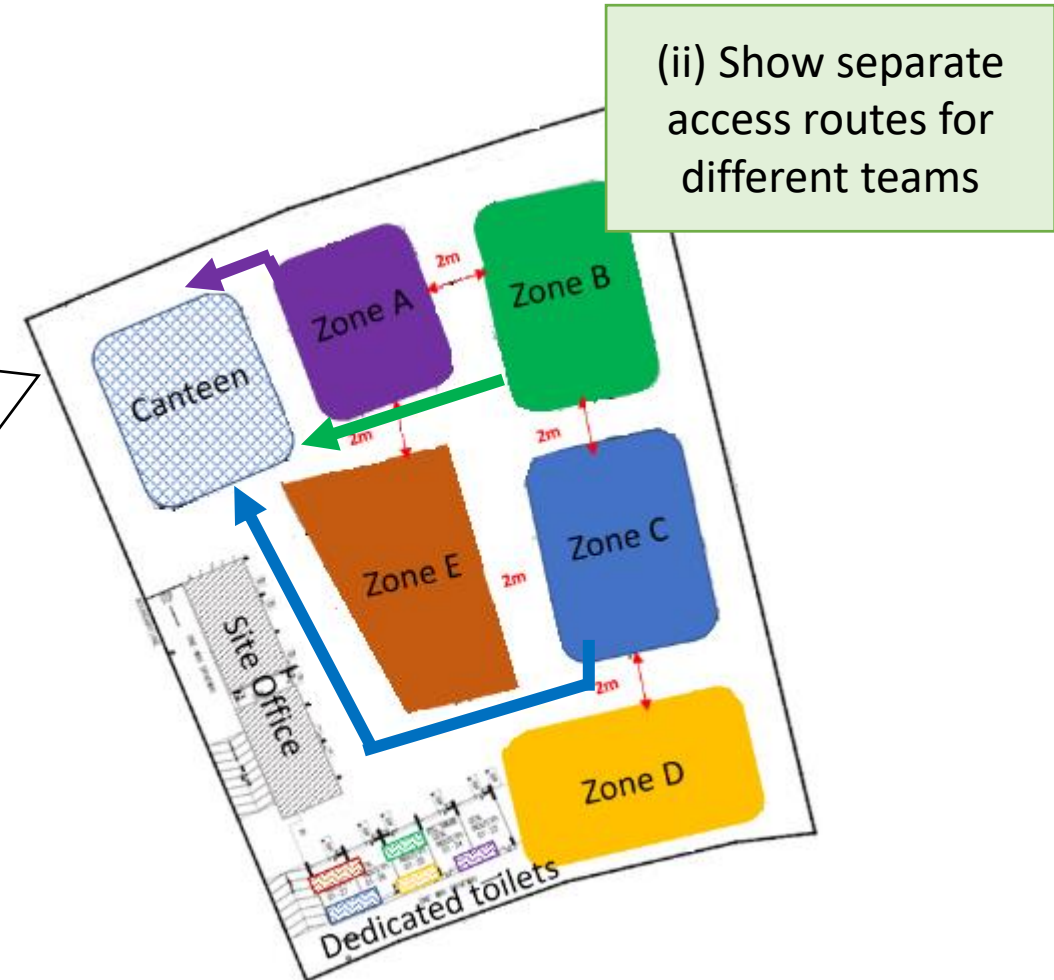 (ii) Show separate
access routes for
different teams
2m
Zone A
Zone B
Canteen
2m
2m
Zone C
Zone E
2m
Site Office
2m
Zone D
Dedicated toilets